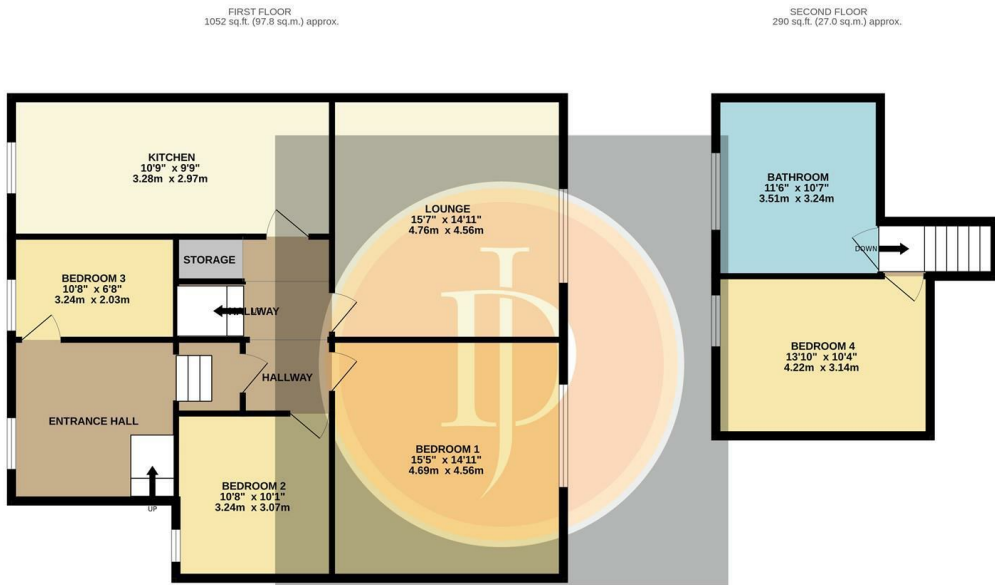 FIRST FLOOR
1052 sq.ft. (97.8 sq.m.) approx.
SECOND FLOOR
290 sq.ft. (27.0 sq.m.) approx.
KITCHEN
10'9" x 9'9"
3.28m x 2.97m
LOUNGE
15'7" x 14'11"
4.76m x 4.56m
BATHROOM
11'6" x 10'7"
3.51m x 3.24m
DOWN
STORAGE
BEDROOM 3
10'8" x 6'8"
3.24m x 2.03m
HALLWAY
BEDROOM 4
13'10" x 10'4"
4.22m x 3.14m
HALLWAY
ENTRANCE HALL
UP
BEDROOM 1
15'5" x 14'11"
4.69m x 4.56m
BEDROOM 2
10'8" x 10'1"
3.24m x 3.07m
JD